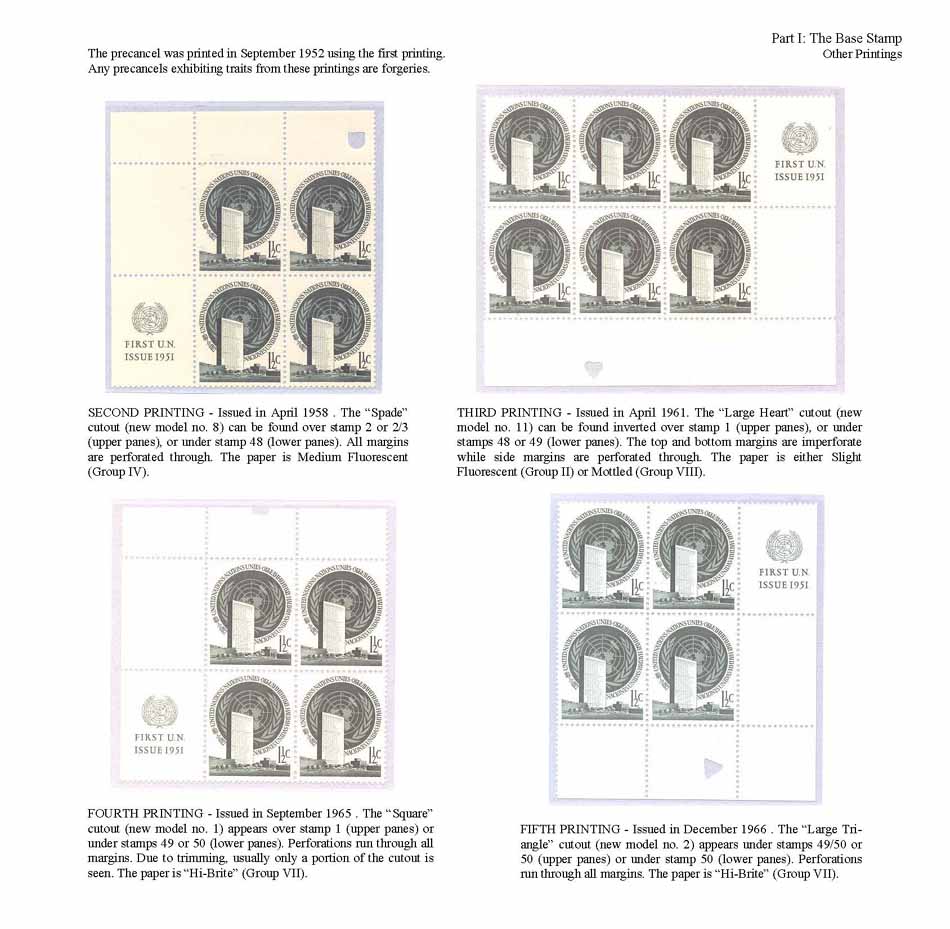 Part I: The Base Stamp
Other Printings
The precancel was printed in September 1952 using the first printing.
Any precancels exhibiting traits from these printings are forgeries.
UNITED NATIONS NATIONS UNIES
NACIONES UNIDAS
1½c
FIRST U.N.
ISSUE 1951
FIRST U.N.
ISSUE 1951
SECOND PRINTING - Issued in April 1958 . The “Spade”
cutout (new model no. 8) can be found over stamp 2 or 2/3
(upper panes), or under stamp 48 (lower panes). All margins
are perforated through. The paper is Medium Fluorescent
(Group IV).
THIRD PRINTING - Issued in April 1961. The “Large Heart” cutout (new
model no. 11) can be found inverted over stamp 1 (upper panes), or under
stamps 48 or 49 (lower panes). The top and bottom margins are imperforate
while side margins are perforated through. The paper is either Slight
Fluorescent (Group II) or Mottled (Group VIII).
FIRST U.N.
ISSUE 1951
FIRST U.N.
ISSUE 1951
FOURTH PRINTING - Issued in September 1965 . The “Square”
cutout (new model no. 1) appears over stamp 1 (upper panes) or
under stamps 49 or 50 (lower panes). Perforations run through all
margins. Due to trimming, usually only a portion of the cutout is
seen. The paper is “Hi-Brite” (Group VII).
FIFTH PRINTING - Issued in December 1966 . The “Large Tri-
angle” cutout (new model no. 2) appears under stamps 49/50 or
50 (upper panes) or under stamp 50 (lower panes). Perforations
run through all margins. The paper is “Hi-Brite” (Group VII).